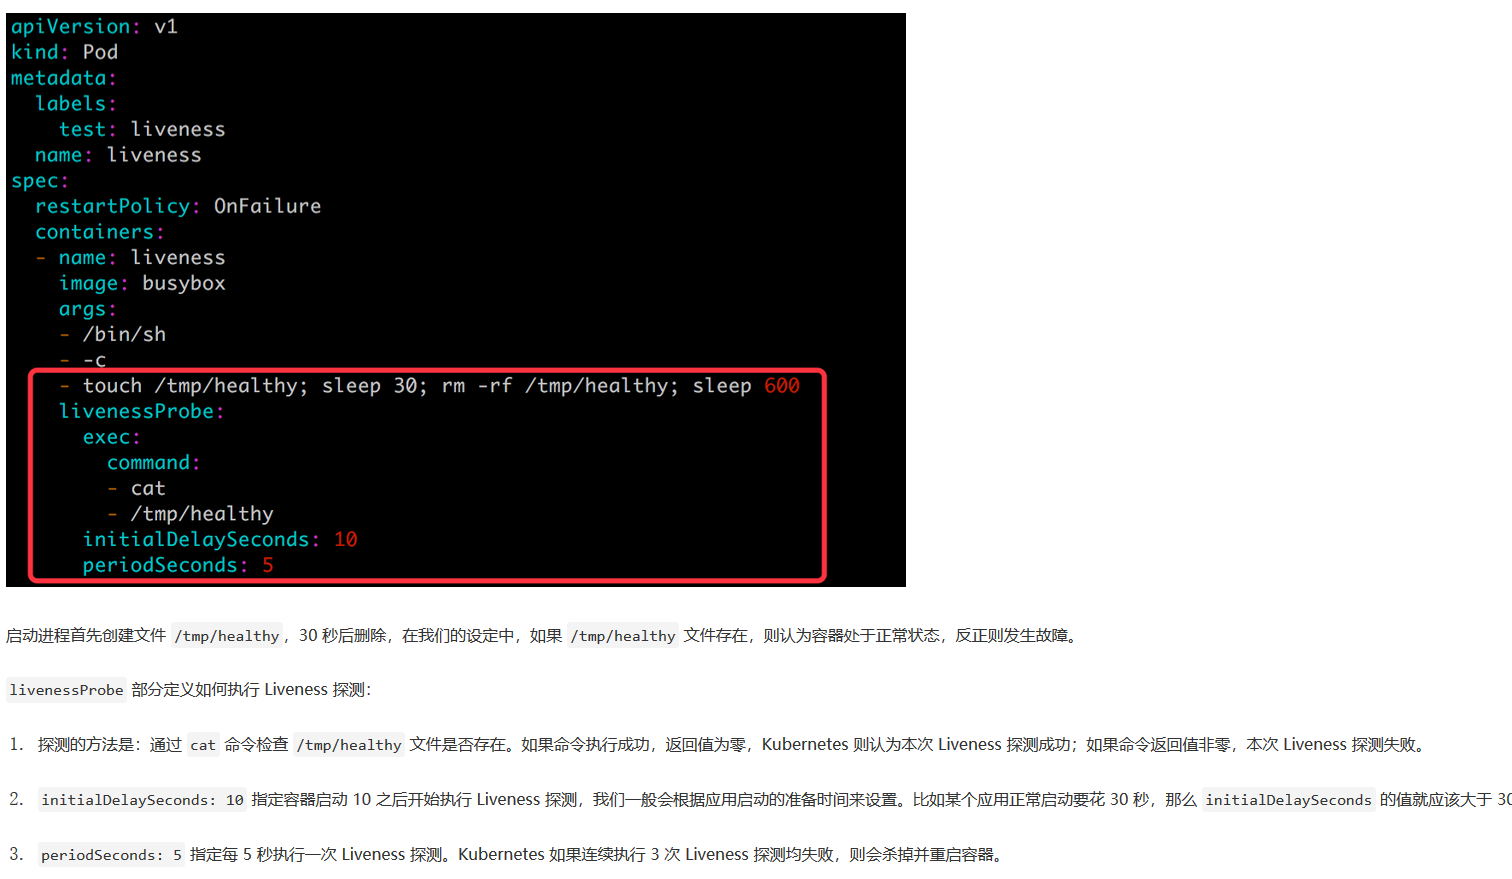 apiVersion: v1
kind: Pod
metadata:
  labels:
    test: liveness
  name: liveness
spec:
  restartPolicy: OnFailure
  containers:
  - name: liveness
    image: busybox
    args:
    - /bin/sh
    - -c
    - touch /tmp/healthy; sleep 30; rm -rf /tmp/healthy; sleep 600
    livenessProbe:
      exec:
        command:
        - cat
        - /tmp/healthy
      initialDelaySeconds: 10
      periodSeconds: 5
启动进程首先创建文件 /tmp/healthy，30 秒后删除，在我们的设定中，如果 /tmp/healthy 文件存在，则认为容器处于正常状态，反正则发生故障。
livenessProbe 部分定义如何执行 Liveness 探测：
1. 探测的方法是：通过 cat 命令检查 /tmp/healthy 文件是否存在。如果命令执行成功，返回值为零，Kubernetes 则认为本次 Liveness 探测成功；如果命令返回值非零，本次 Liveness 探测失败。
2. initialDelaySeconds: 10 指定容器启动 10 之后开始执行 Liveness 探测，我们一般会根据应用启动的准备时间来设置。比如某个应用正常启动要花 30 秒，那么 initialDelaySeconds 的值就应该大于 30
3. periodSeconds: 5 指定每 5 秒执行一次 Liveness 探测。Kubernetes 如果连续执行 3 次 Liveness 探测均失败，则会杀掉并重启容器。